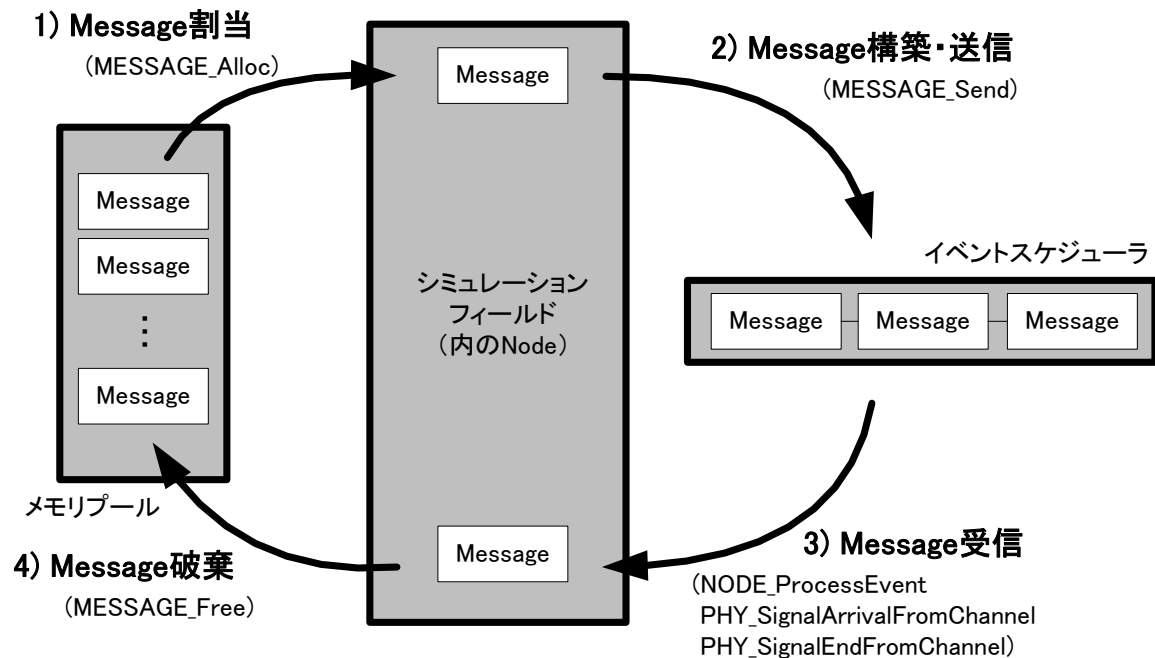 1) Message割当
(MESSAGE_Alloc)
Message
2) Message構築・送信
(MESSAGE_Send)
Message
Message
⋮
Message
メモリプール
シミュレーション
フィールド
(内のNode)
イベントスケジューラ
Message Message Message
4) Message破棄
(MESSAGE_Free)
Message
3) Message受信
(NODE_ProcessEvent
PHY_SignalArrivalFromChannel
PHY_SignalEndFromChannel)